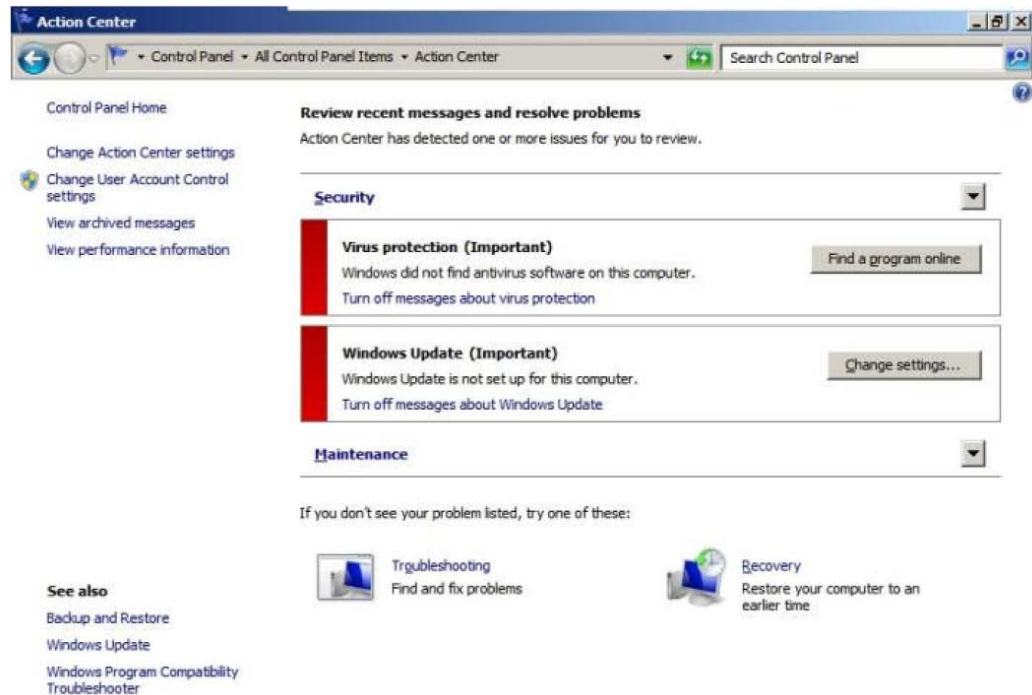 Action Center
Control Panel All Control Panel Items Action Center
Search Control Panel
Control Panel Home
Change Action Center settings
Change User Account Control
settings
View archived messages
View performance information
Review recent messages and resolve problems
Action Center has detected one or more issues for you to review.
Security
Virus protection (Important)
Windows did not find antivirus software on this computer.
Turn off messages about virus protection
Find a program online
Windows Update (Important)
Windows Update is not set up for this computer.
Turn off messages about Windows Update
Change settings...
Maintenance
If you don't see your problem listed, try one of these:
Troubleshooting
Find and fix problems
Recovery
Restore your computer to an
earlier time
See also
Backup and Restore
Windows Update
Windows Program Compatibility
Troubleshooter